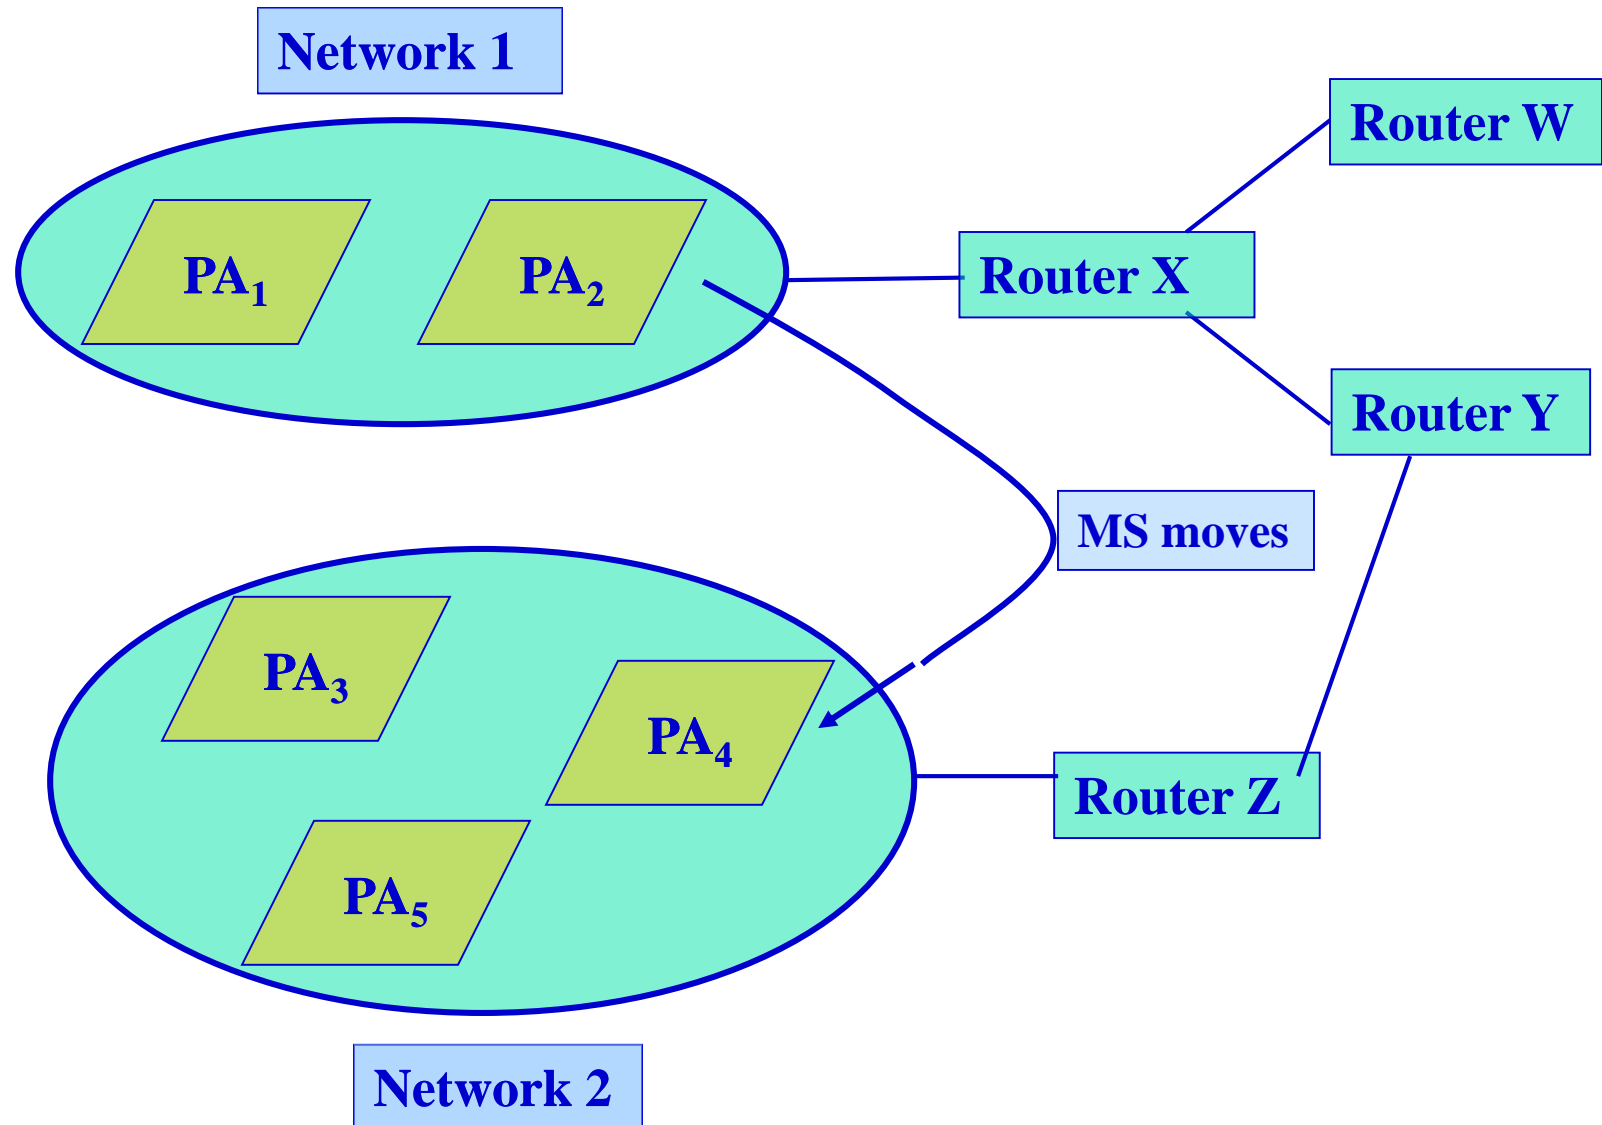 Network 1
Router W
PA1
PA2
Router X
Router Y
MS moves
PA3
PA4
Router Z
PA5
Network 2